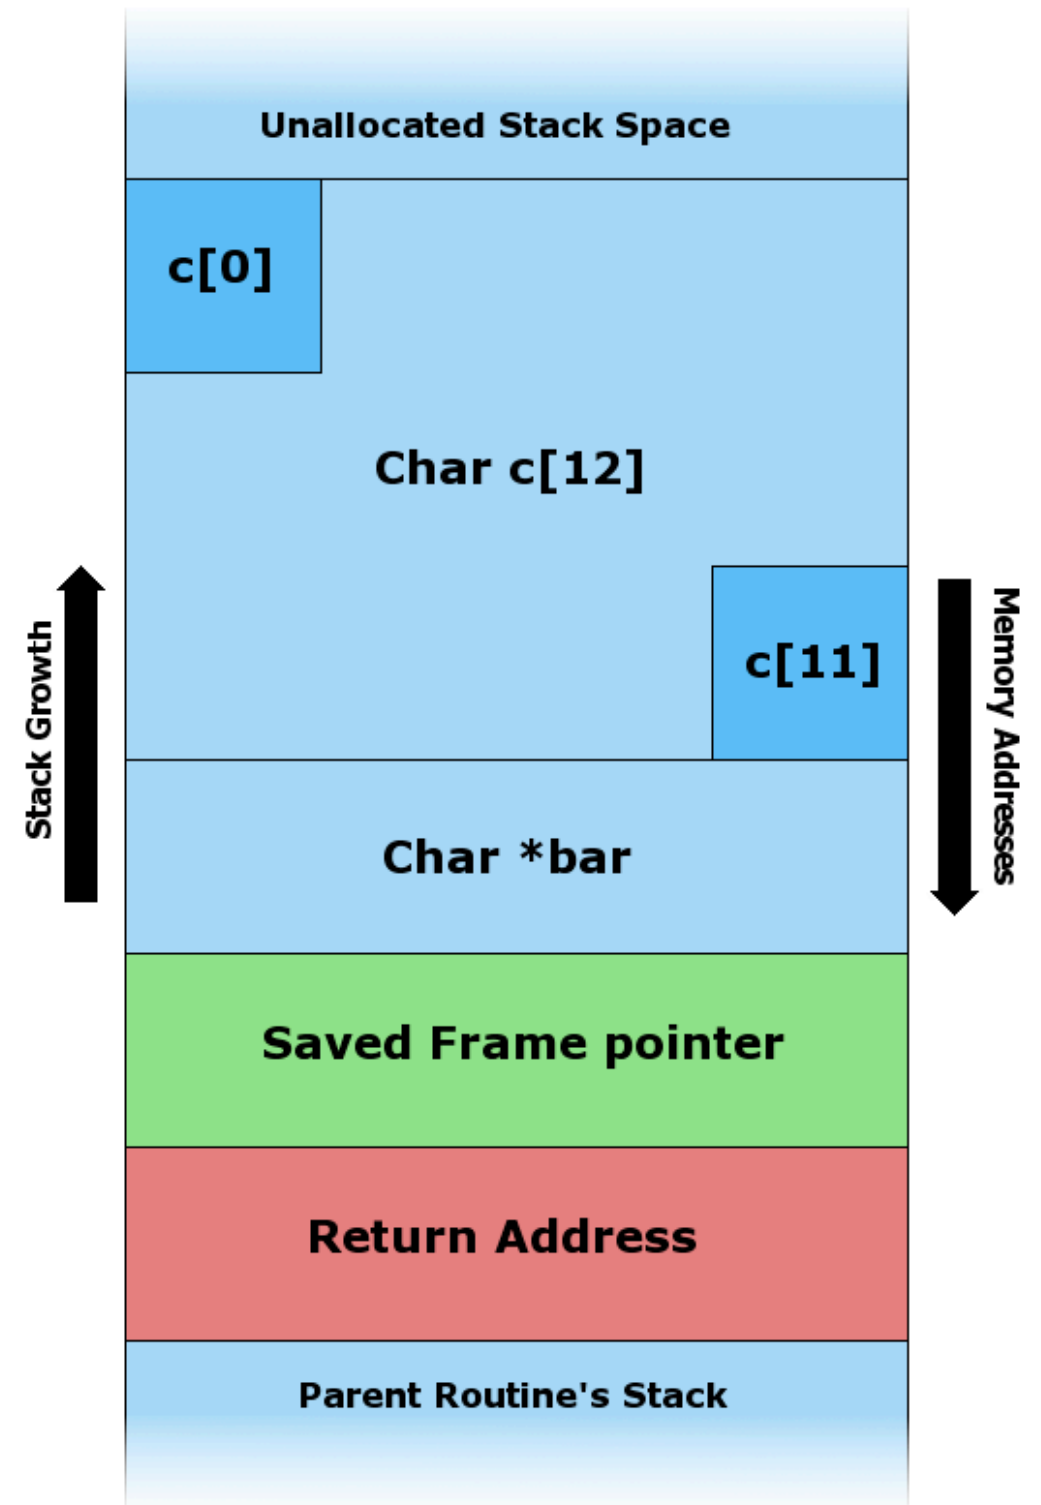 Unallocated Stack Space
c[0]
Char c[12]
c[11]
Stack Growth
Memory Addresses
Char *bar
Saved Frame pointer
Return Address
Parent Routine's Stack